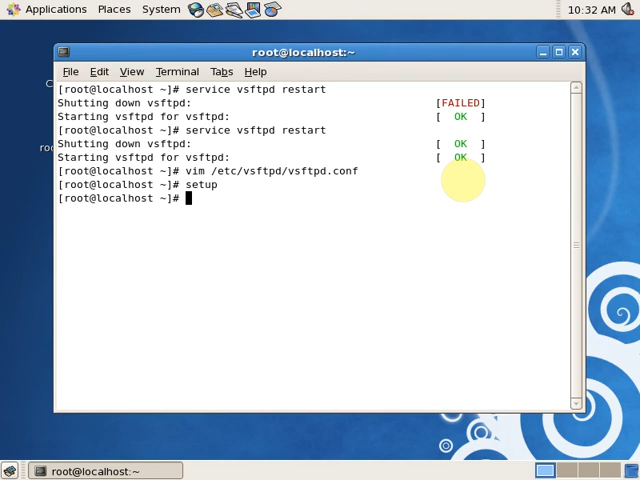 Applications Places System 10:32 AM
root@localhost:~
File Edit View Terminal Tabs Help
[root@localhost ~]# service vsftpd restart
Shutting down vsftpd: [FAILED]
Starting vsftpd for vsftpd: [ OK ]
[root@localhost ~]# service vsftpd restart
Shutting down vsftpd: [ OK ]
Starting vsftpd for vsftpd: [ OK ]
[root@localhost ~]# vim /etc/vsftpd/vsftpd.conf
[root@localhost ~]# setup
[root@localhost ~]#
root@localhost:~